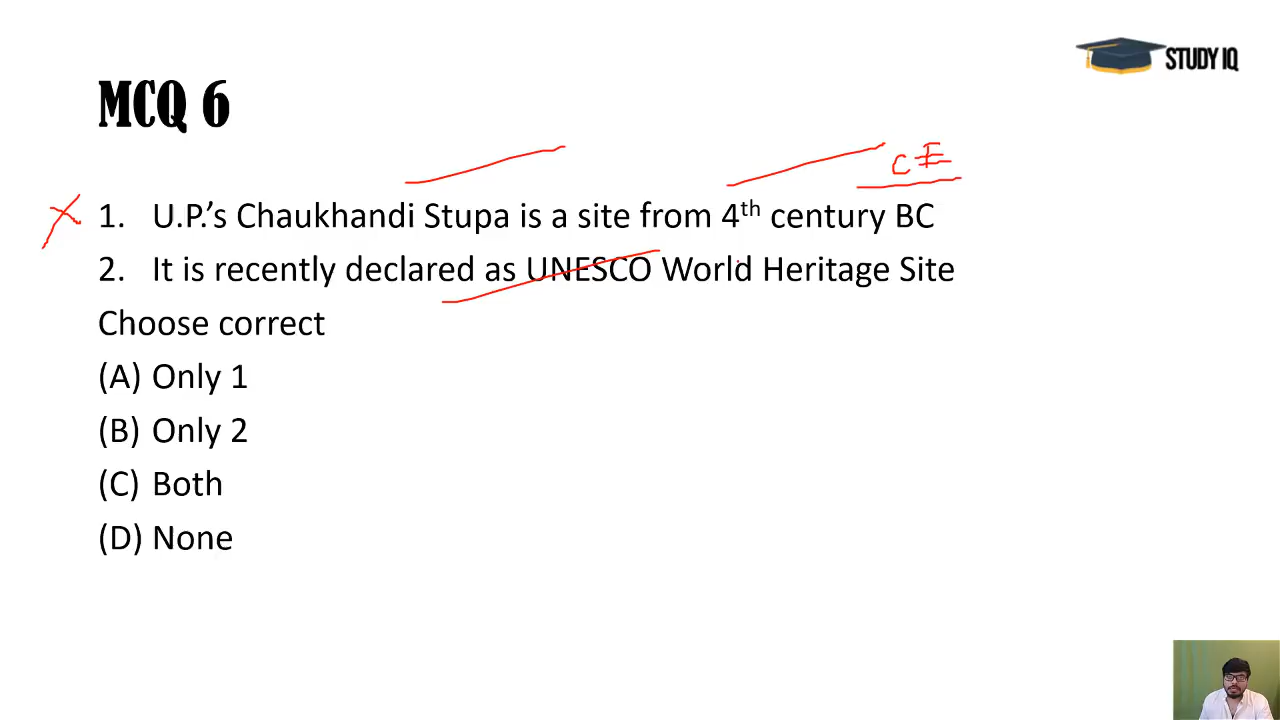 STUDY IQ
MCQ 6
CE
1. U.P.’s Chaukhandi Stupa is a site from 4th century BC
2. It is recently declared as UNESCO World Heritage Site
Choose correct
(A) Only 1
(B) Only 2
(C) Both
(D) None